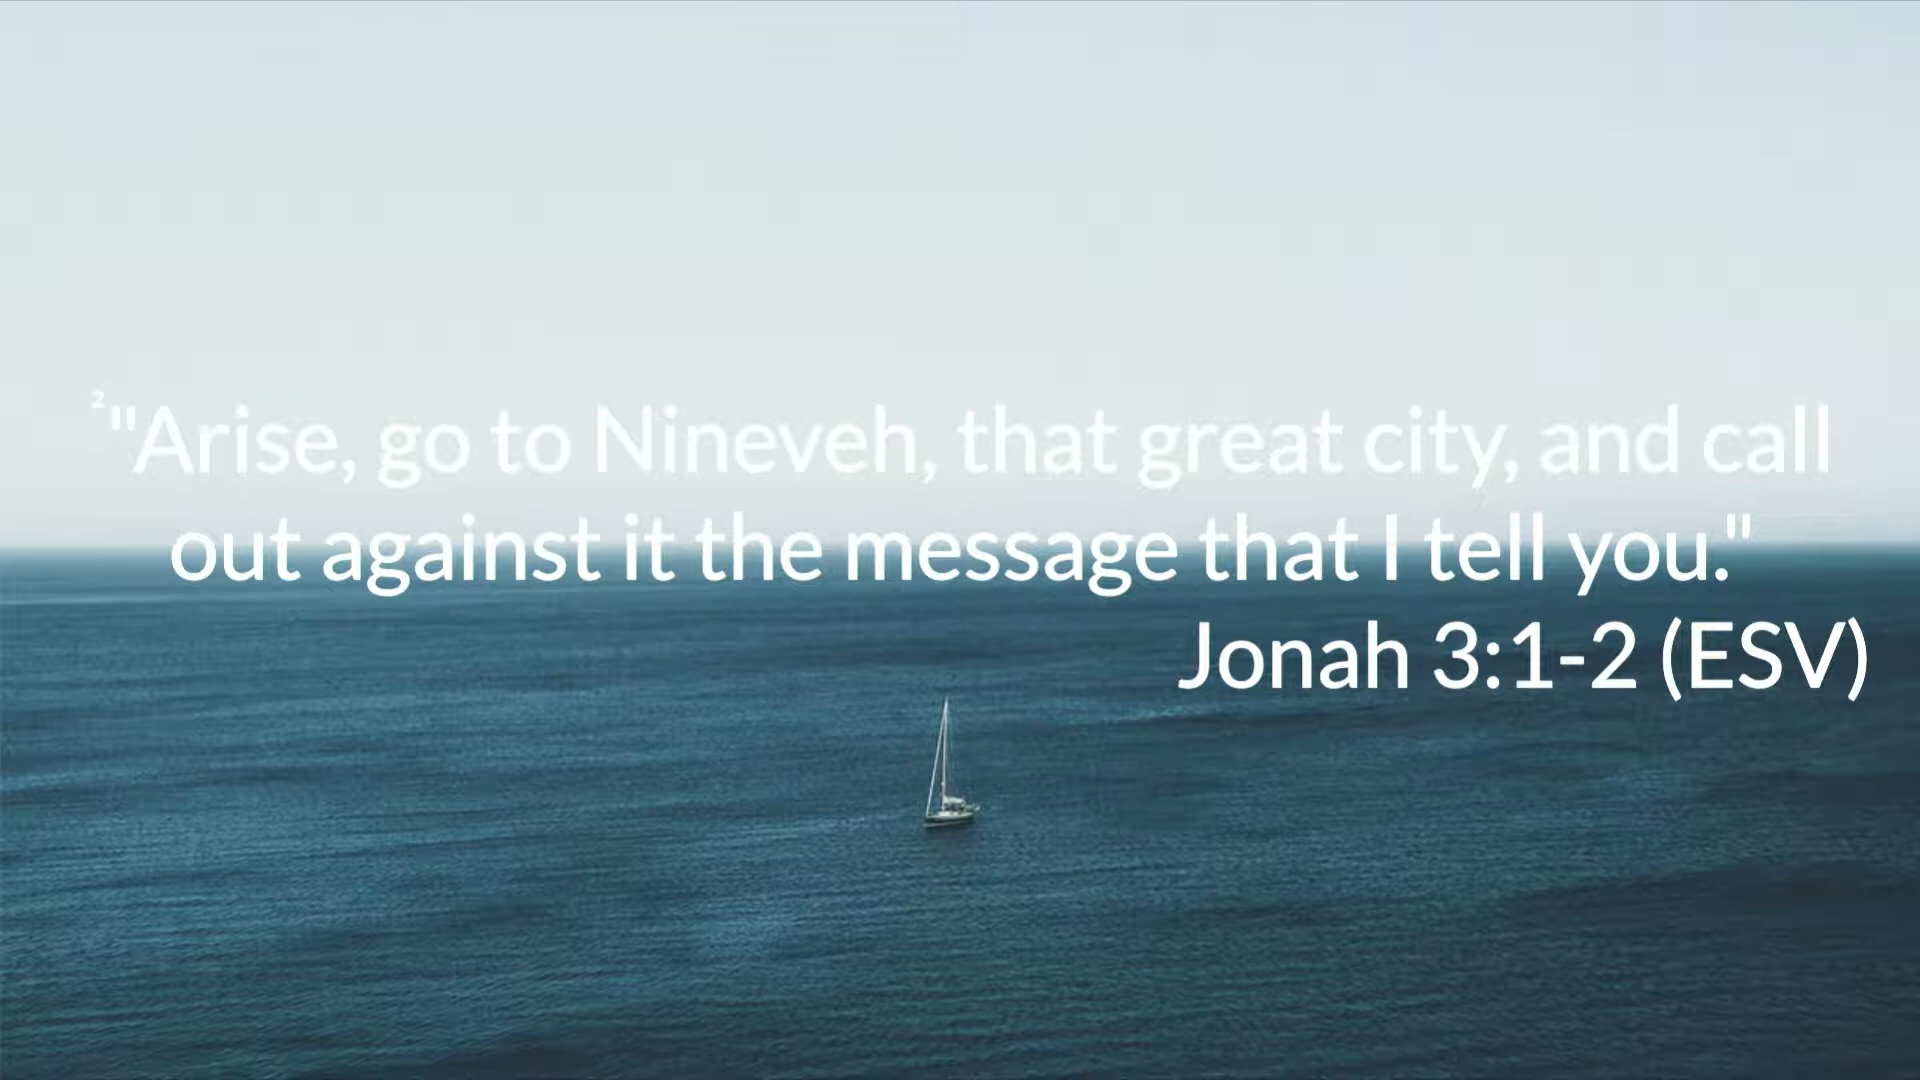 ²"Arise, go to Nineveh, that great city, and call
out against it the message that I tell you."
Jonah 3:1-2 (ESV)